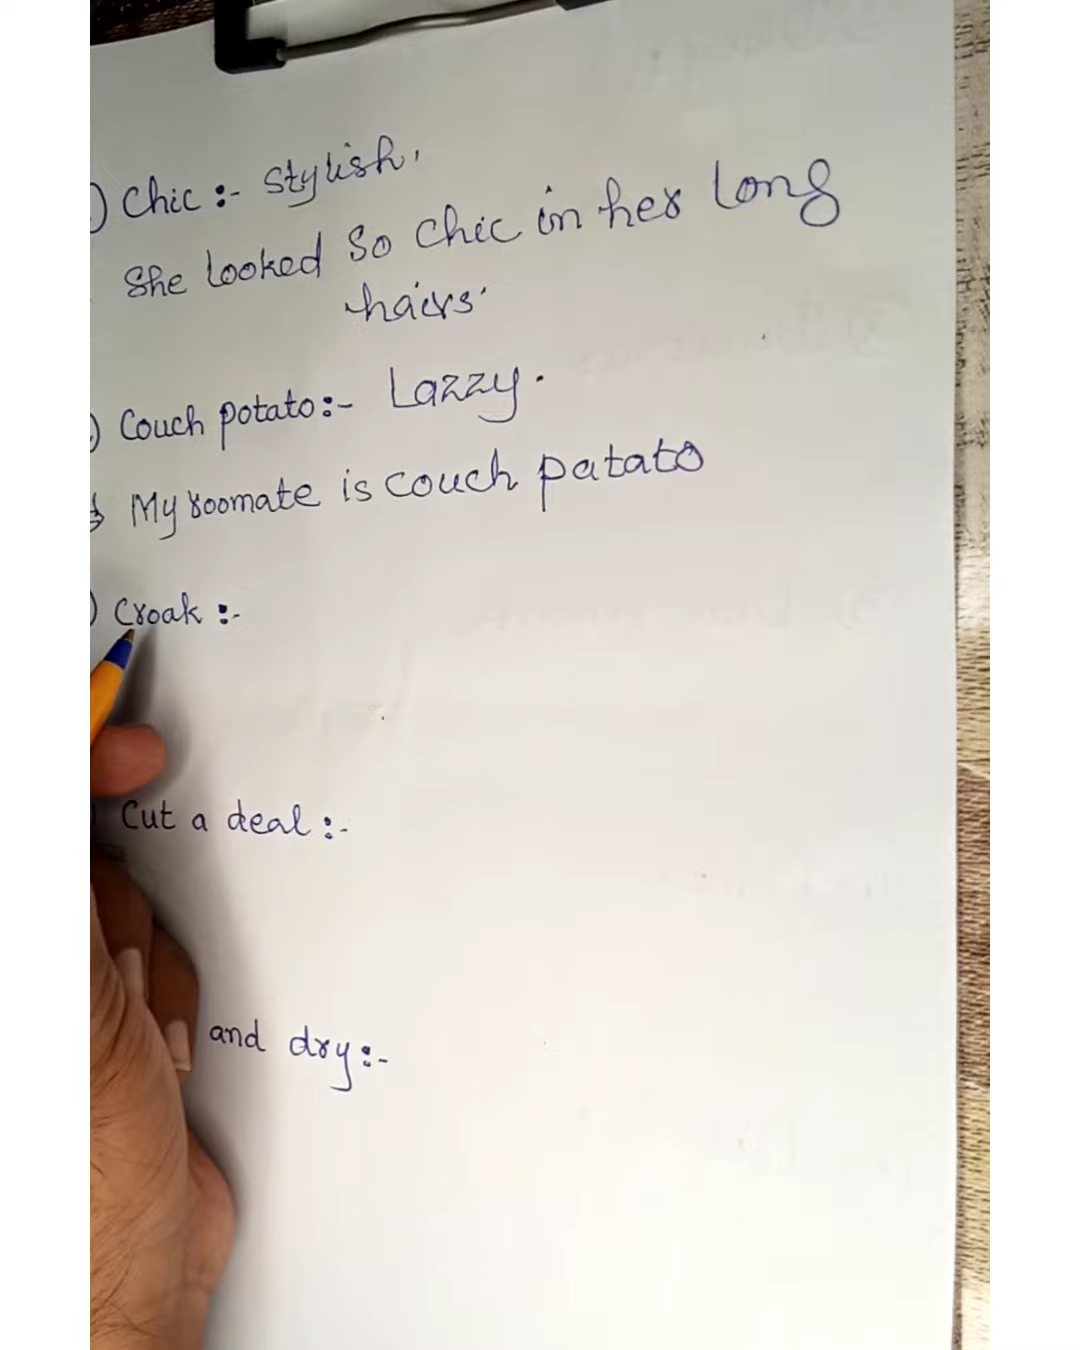 ) Chic :- Stylish.
She looked So Chic in her long
hairs.
) Couch potato :- Lazzy.
My roomate is couch patato
) Croak :-
Cut a deal :-
and dry :-